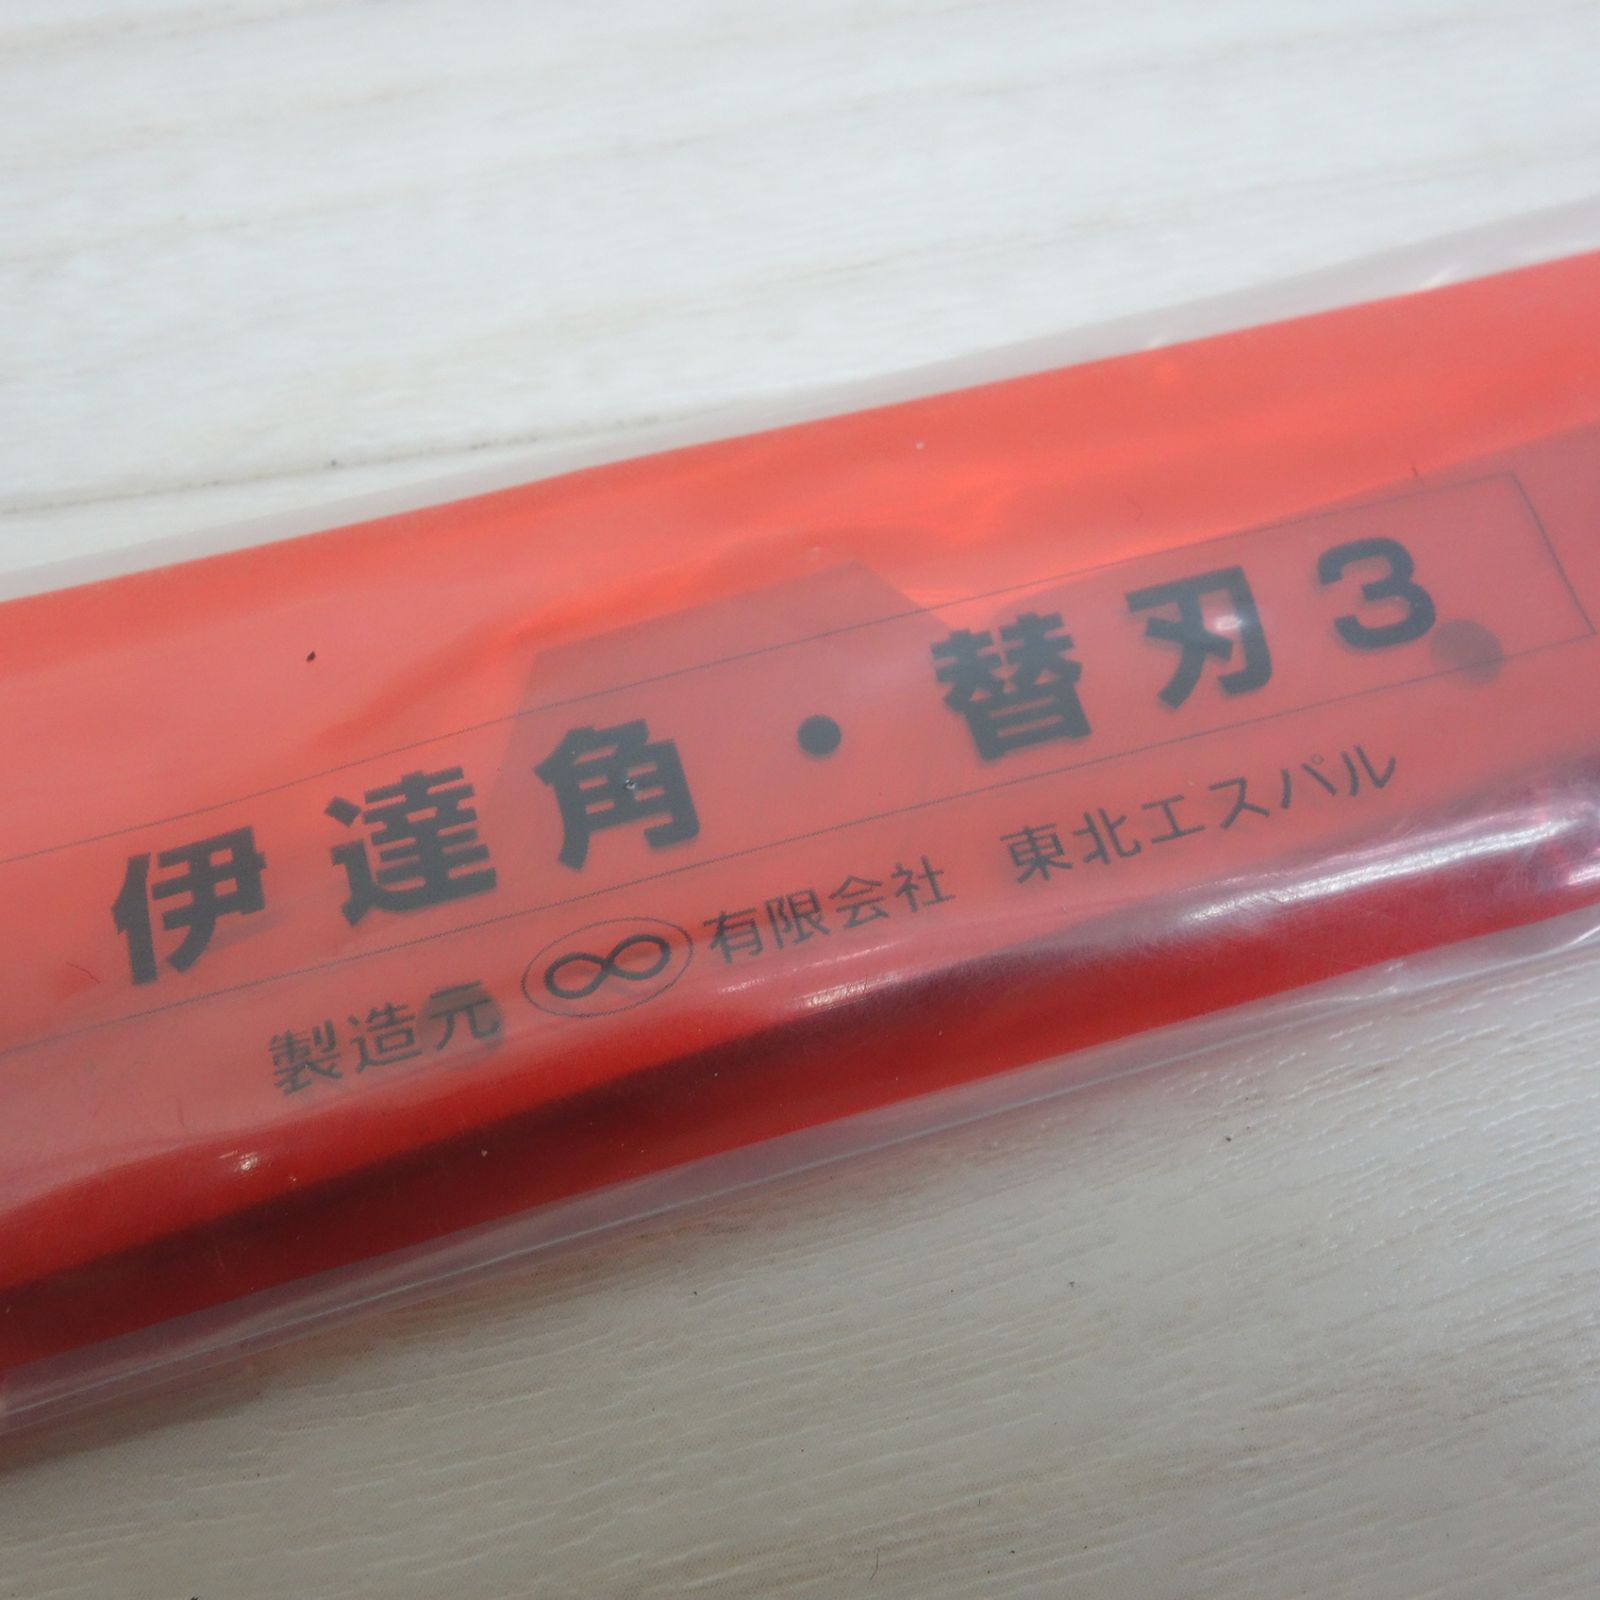 伊達角・替刃3
製造元 ∞ 有限会社 東北エスパル